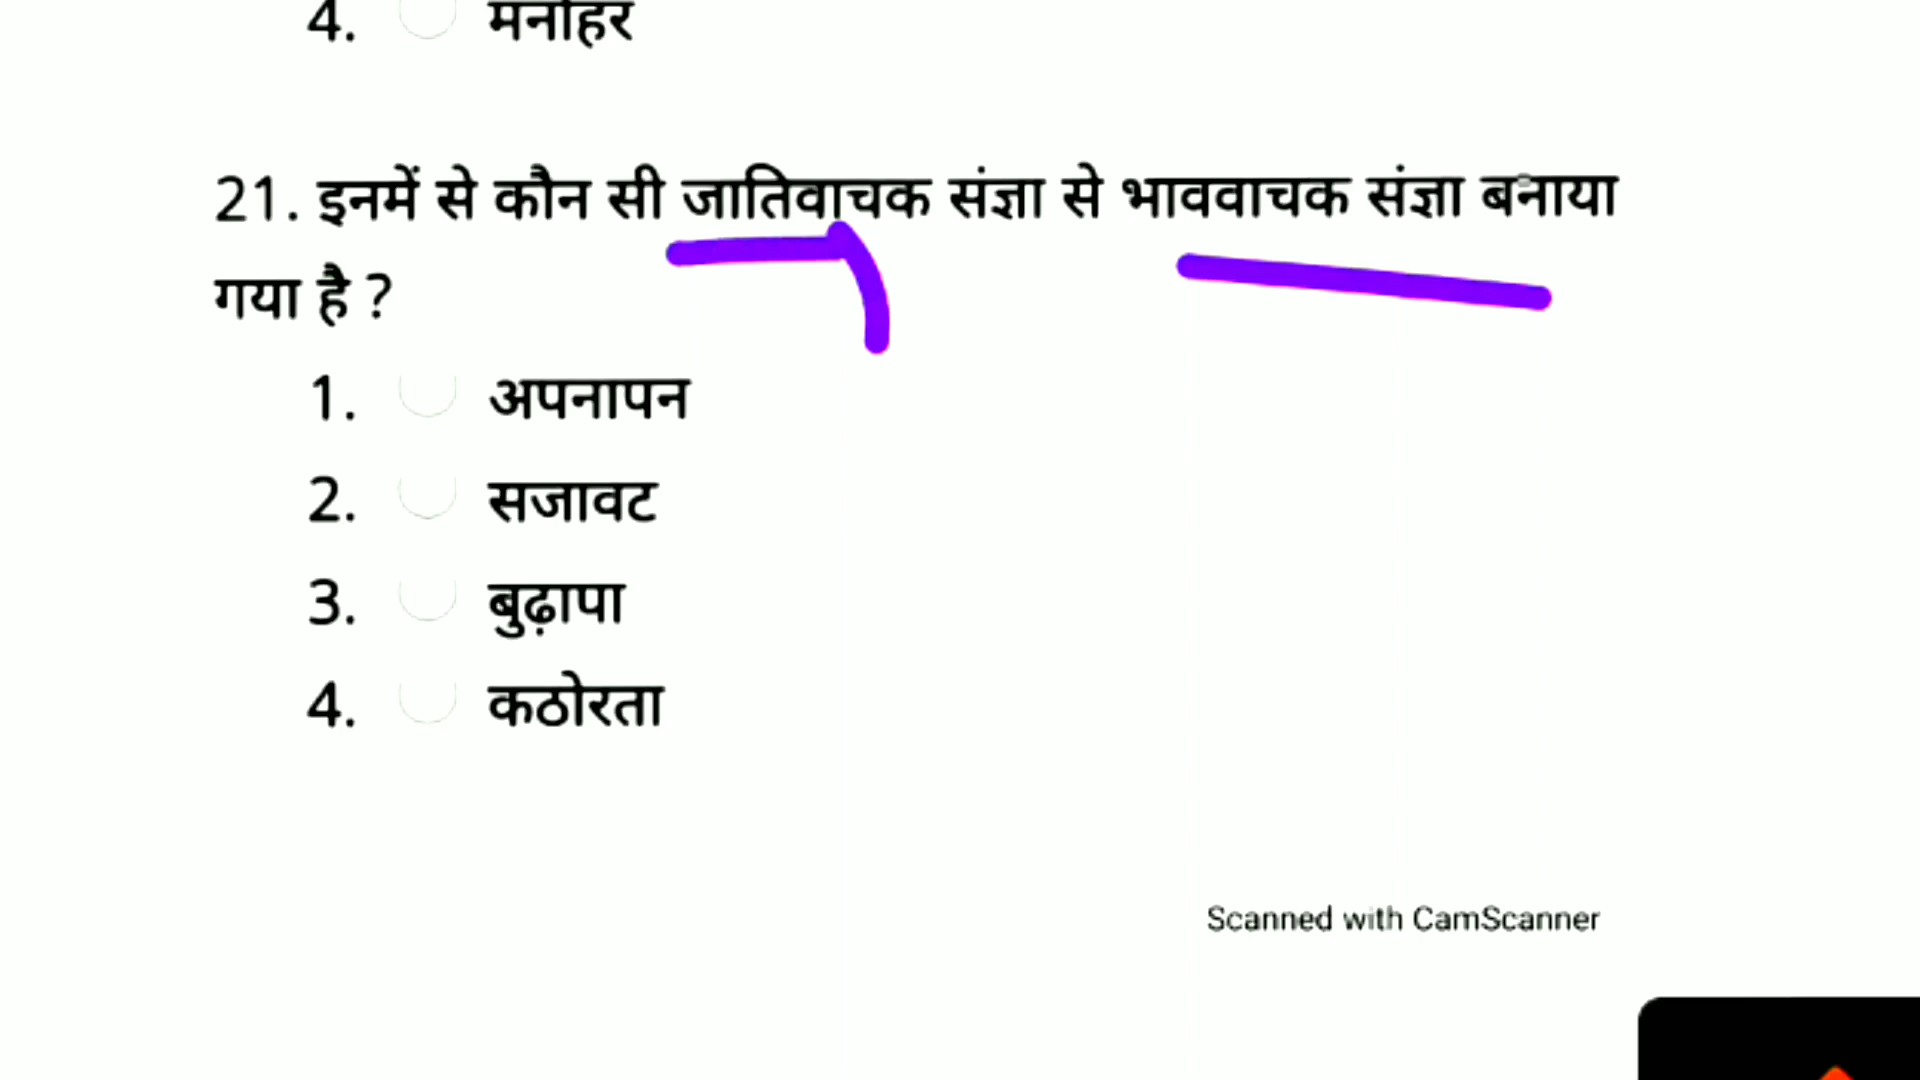 4. मनोहर
21. इनमें से कौन सी जातिवाचक संज्ञा से भाववाचक संज्ञा बनाया
गया है ?
1. अपनापन
2. सजावट
3. बुढ़ापा
4. कठोरता
Scanned with CamScanner